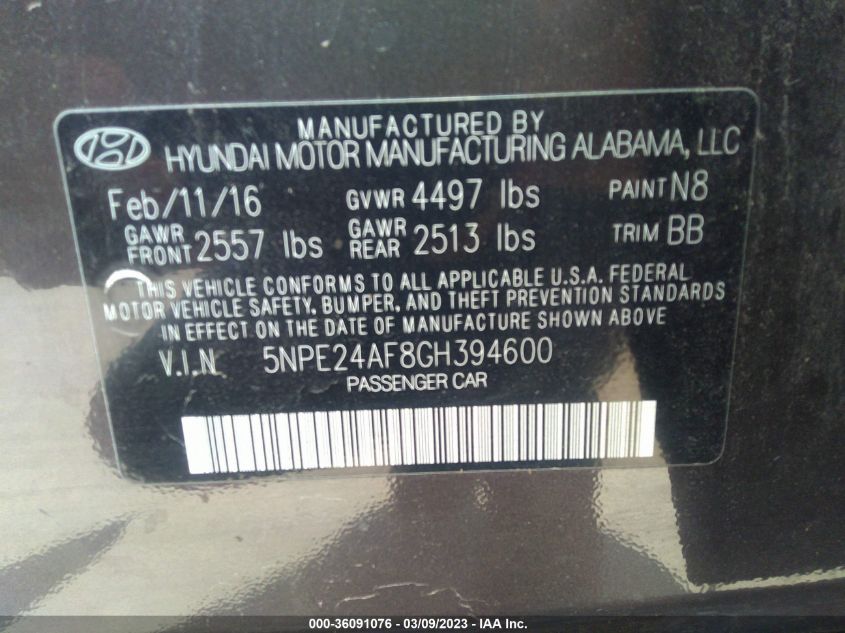 MANUFACTURED BY
HYUNDAI MOTOR MANUFACTURING ALABAMA, LLC
Feb/11/16 GVWR 4497 lbs PAINT N8
GAWR FRONT 2557 lbs GAWR REAR 2513 lbs TRIM BB
THIS VEHICLE CONFORMS TO ALL APPLICABLE U.S.A. FEDERAL
MOTOR VEHICLE SAFETY, BUMPER, AND THEFT PREVENTION STANDARDS
IN EFFECT ON THE DATE OF MANUFACTURE SHOWN ABOVE
V.I.N 5NPE24AF8GH394600
PASSENGER CAR
000-36091076 / 03/09/2023 - IAA Inc.